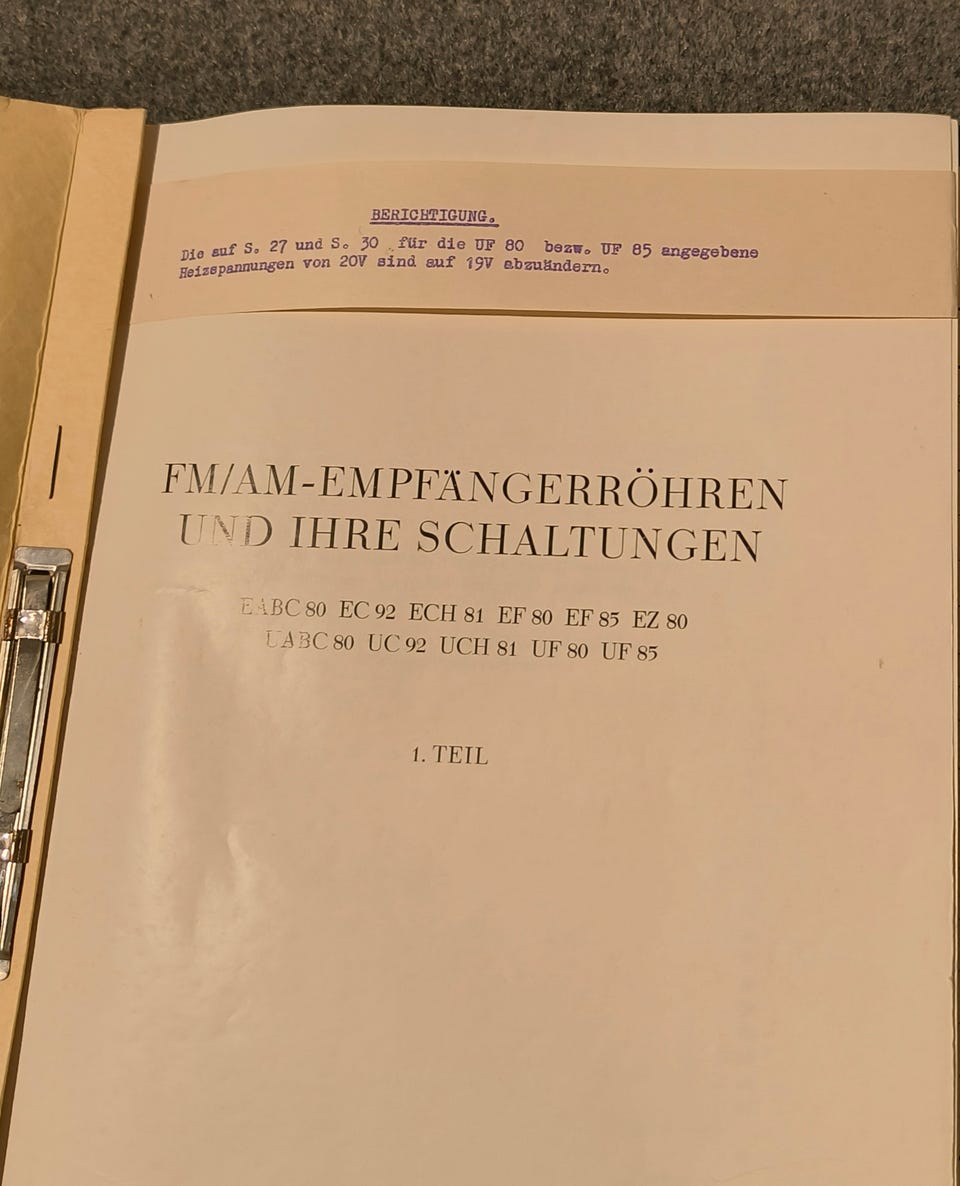 BERICHTIGUNG.
Die auf S. 27 und S. 30 für die UF 80 bezw. UF 85 angegebene
Heizspannungen von 20V sind auf 19V abzuändern.
FM/AM-EMPFÄNGERRÖHREN
UND IHRE SCHALTUNGEN
EABC 80 EC 92 ECH 81 EF 80 EF 85 EZ 80
UABC 80 UC 92 UCH 81 UF 80 UF 85
1. TEIL